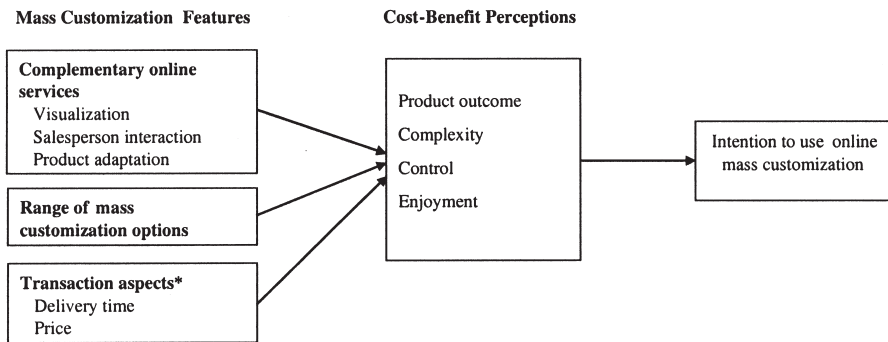 Mass Customization Features
Cost-Benefit Perceptions
Complementary online
services
Visualization
Salesperson interaction
Product adaptation
Range of mass
customization options
Transaction aspects*
Delivery time
Price
Product outcome
Complexity
Control
Enjoyment
Intention to use online
mass customization